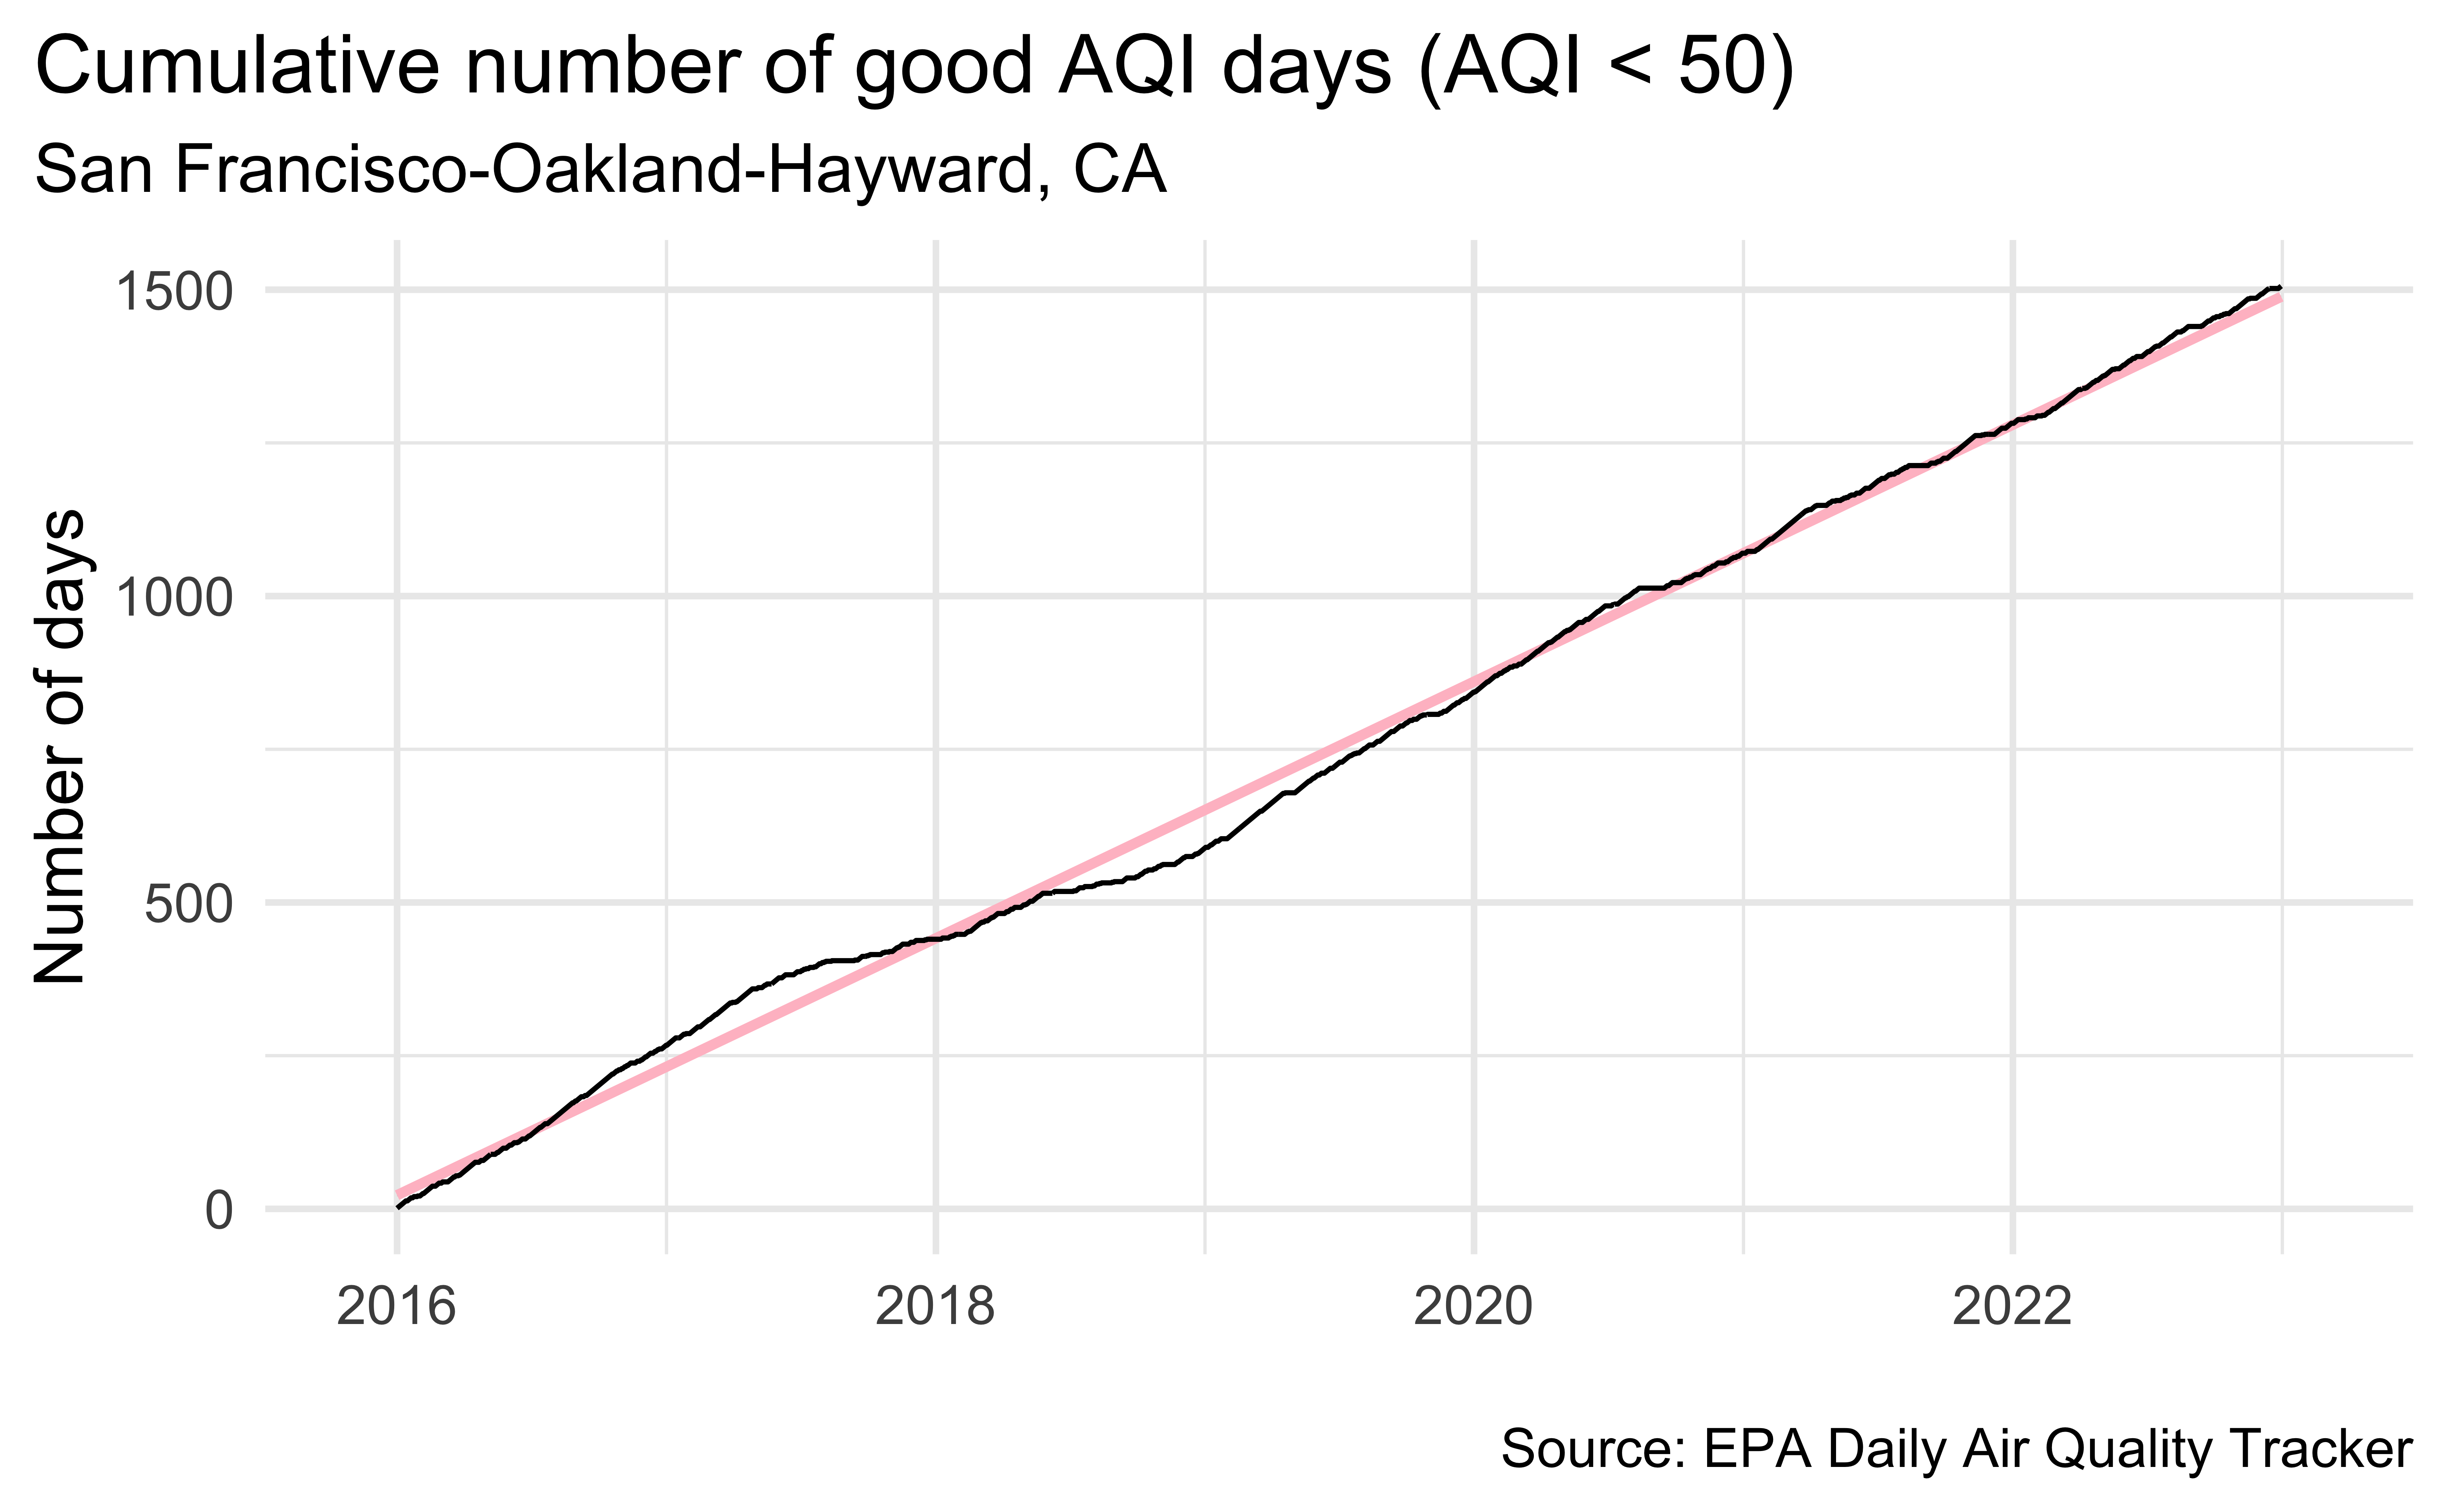 Cumulative number of good AQI days (AQI < 50)
San Francisco-Oakland-Hayward, CA
Number of days
1500
1000
500
0
2016
2018
2020
2022
Source: EPA Daily Air Quality Tracker